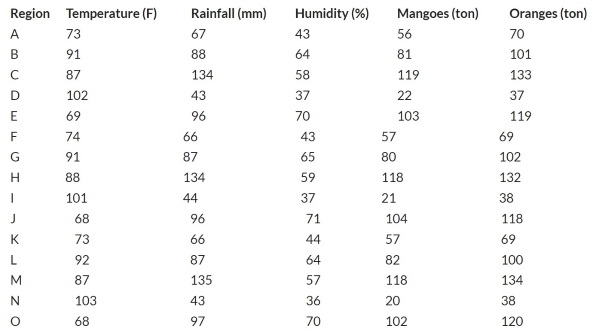 Region Temperature (F) Rainfall (mm) Humidity (%) Mangoes (ton) Oranges (ton)
A 73 67 43 56 70
B 91 88 64 81 101
C 87 134 58 119 133
D 102 43 37 22 37
E 69 96 70 103 119
F 74 66 43 57 69
G 91 87 65 80 102
H 88 134 59 118 132
I 101 44 37 21 38
J 68 96 71 104 118
K 73 66 44 57 69
L 92 87 64 82 100
M 87 135 57 118 134
N 103 43 36 20 38
O 68 97 70 102 120